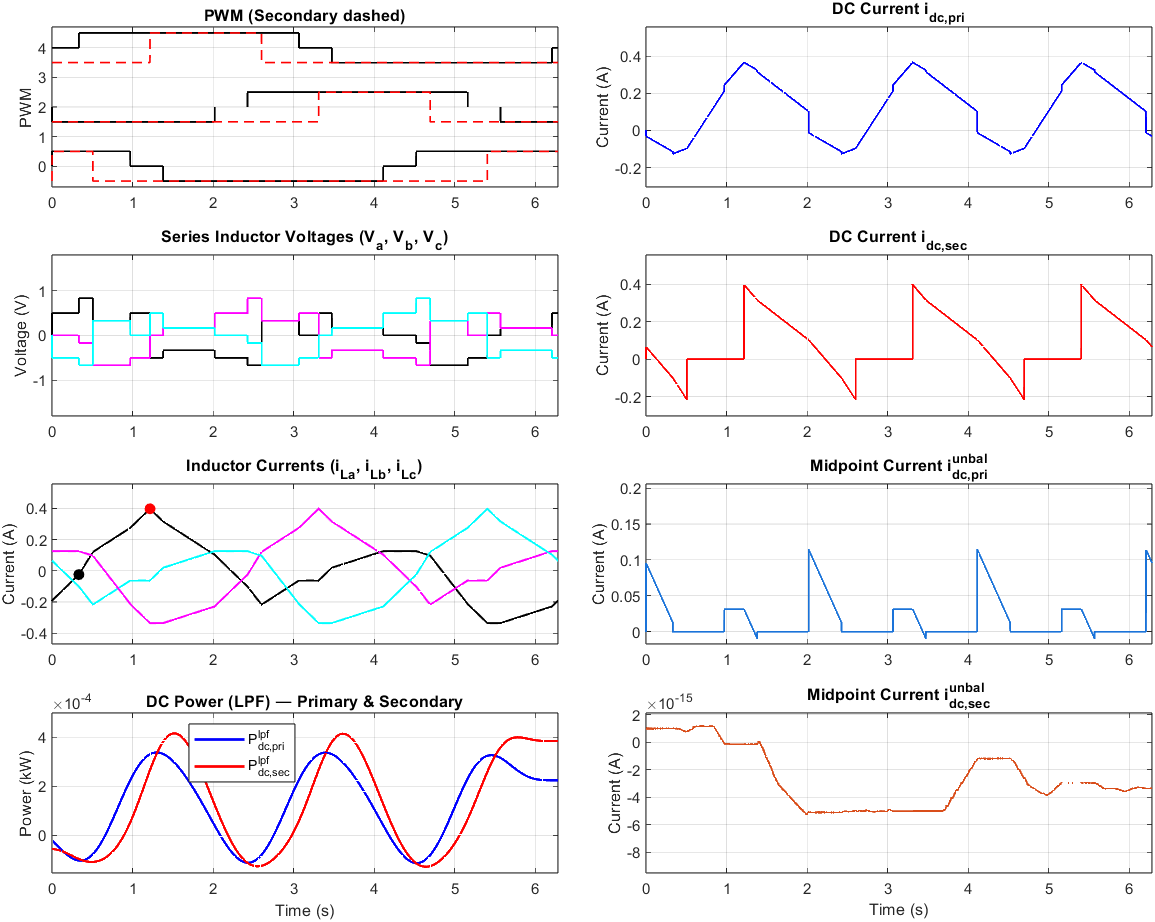 PWM (Secondary dashed)
PWM
4
3
2
1
0
0 1 2 3 4 5 6
DC Current i_dc,pri
Current (A)
0.4
0.2
0
-0.2
0 1 2 3 4 5 6
Series Inductor Voltages (V_a, V_b, V_c)
Voltage (V)
1
0
-1
0 1 2 3 4 5 6
DC Current i_dc,sec
Current (A)
0.4
0.2
0
-0.2
0 1 2 3 4 5 6
Inductor Currents (i_La, i_Lb, i_Lc)
Current (A)
0.4
0.2
0
-0.2
-0.4
0 1 2 3 4 5 6
Midpoint Current i^unbal_dc,pri
Current (A)
0.2
0.15
0.1
0.05
0
0 1 2 3 4 5 6
DC Power (LPF) — Primary & Secondary
×10^-4
Power (kW)
4
2
0
P^lpf_dc,pri
P^lpf_dc,sec
0 1 2 3 4 5 6
Time (s)
Midpoint Current i^unbal_dc,sec
×10^-15
Current (A)
2
0
-2
-4
-6
-8
0 1 2 3 4 5 6
Time (s)